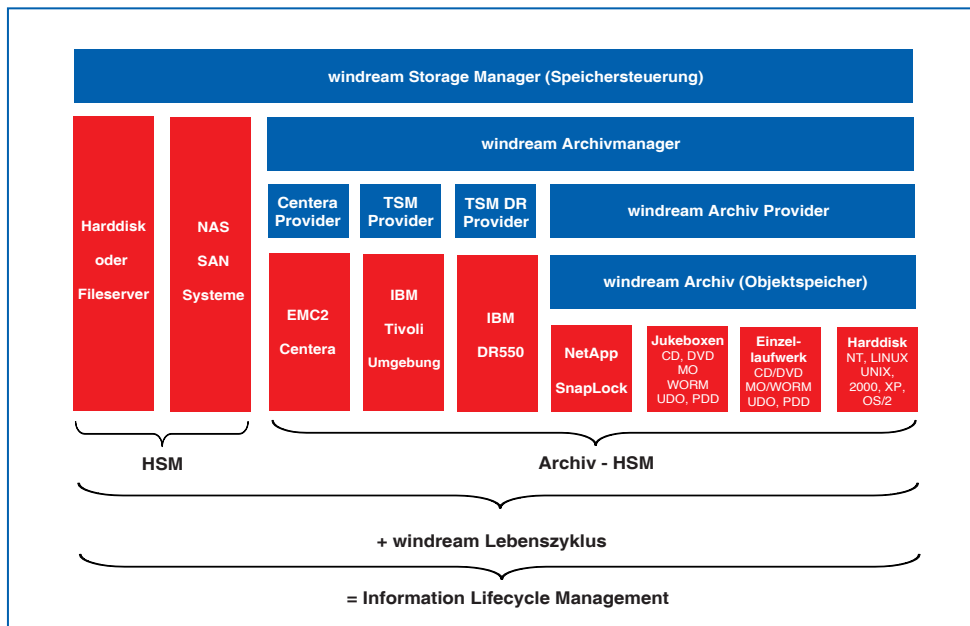 windream Storage Manager (Speichersteuerung)
Harddisk
oder
Fileserver
NAS
SAN
Systeme
windream Archivmanager
Centera
Provider
TSM
Provider
TSM DR
Provider
windream Archiv Provider
EMC2
Centera
IBM
Tivoli
Umgebung
IBM
DR550
windream Archiv (Objektspeicher)
NetApp
SnapLock
Jukeboxen
CD, DVD
MO
WORM
UDO, PDD
Einzel-
laufwerk
CD/DVD
MO/WORM
UDO, PDD
Harddisk
NT, LINUX
UNIX,
2000, XP,
OS/2
HSM
Archiv - HSM
+ windream Lebenszyklus
= Information Lifecycle Management